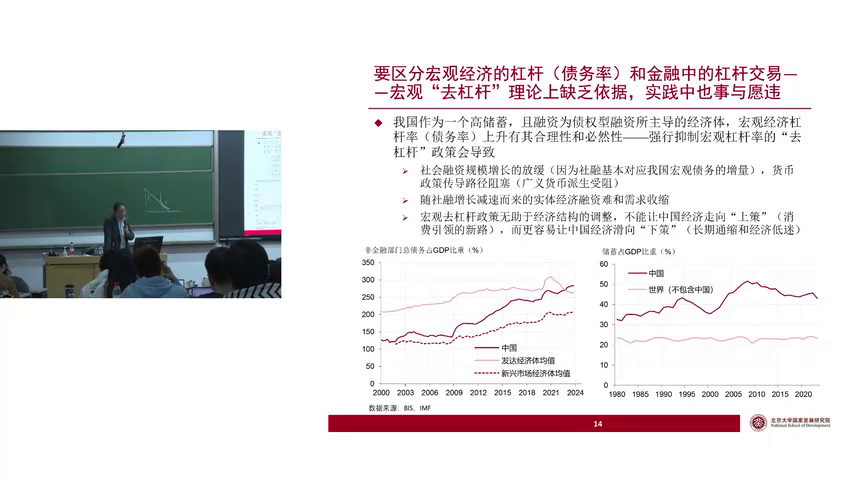 要区分宏观经济的杠杆（债务率）和金融中的杠杆交易—
—宏观“去杠杆”理论上缺乏依据，实践中也事与愿违
我国作为一个高储蓄，且融资为债权型融资所主导的经济体，宏观经济杠
杆率（债务率）上升有其合理性和必然性——强行抑制宏观杠杆率的“去
杠杆”政策会导致
社会融资规模增长的放缓（因为社融基本对应我国宏观债务的增量），货币
政策传导路径阻塞（广义货币派生受阻）
随社融增长减速而来的实体经济融资难和需求收缩
宏观去杠杆政策无助于经济结构的调整，不能让中国经济走向“上策”（消
费引领的新路），而更容易让中国经济滑向“下策”（长期通缩和经济低迷）
非金融部门总债务占GDP比重（%）
350
300
250
200
150
100
50
0
2000 2003 2006 2009 2012 2015 2018 2021 2024
中国
发达经济体均值
新兴市场经济体均值
储蓄占GDP比重（%）
60
50
40
30
20
10
0
1980 1985 1990 1995 2000 2005 2010 2015 2020
中国
世界（不包含中国）
数据来源：BIS，IMF
14
北京大学国家发展研究院
National School of Development